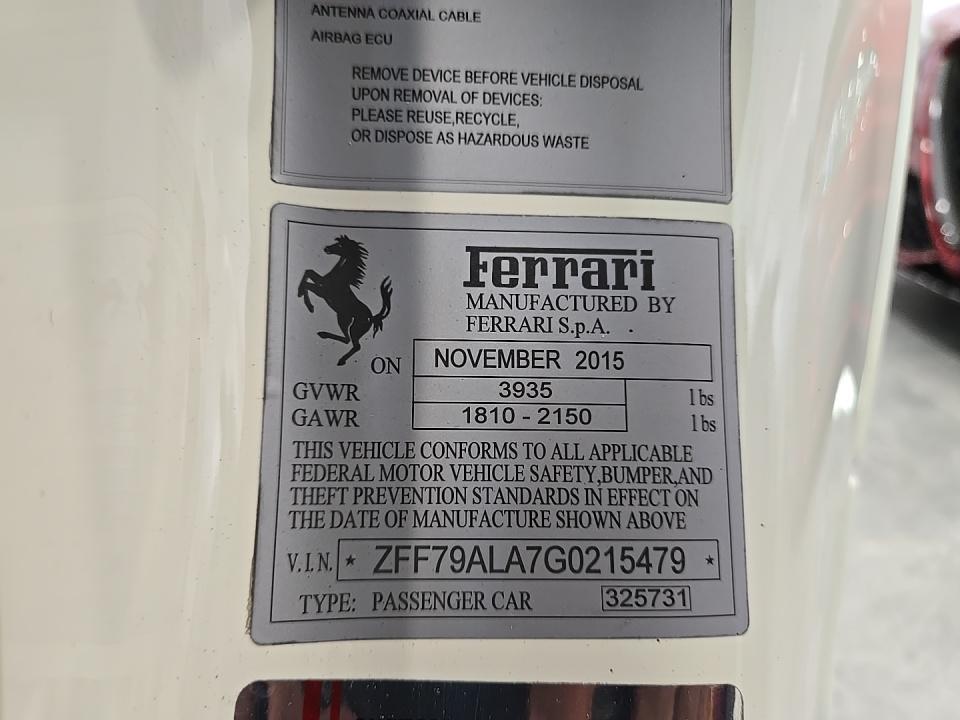 ANTENNA COAXIAL CABLE
AIRBAG ECU
REMOVE DEVICE BEFORE VEHICLE DISPOSAL
UPON REMOVAL OF DEVICES:
PLEASE REUSE,RECYCLE,
OR DISPOSE AS HAZARDOUS WASTE
Ferrari
MANUFACTURED BY
FERRARI S.p.A.
ON NOVEMBER 2015
GVWR 3935 lbs
GAWR 1810 - 2150 lbs
THIS VEHICLE CONFORMS TO ALL APPLICABLE
FEDERAL MOTOR VEHICLE SAFETY,BUMPER,AND
THEFT PREVENTION STANDARDS IN EFFECT ON
THE DATE OF MANUFACTURE SHOWN ABOVE
V.I.N. * ZFF79ALA7G0215479 *
TYPE: PASSENGER CAR 325731